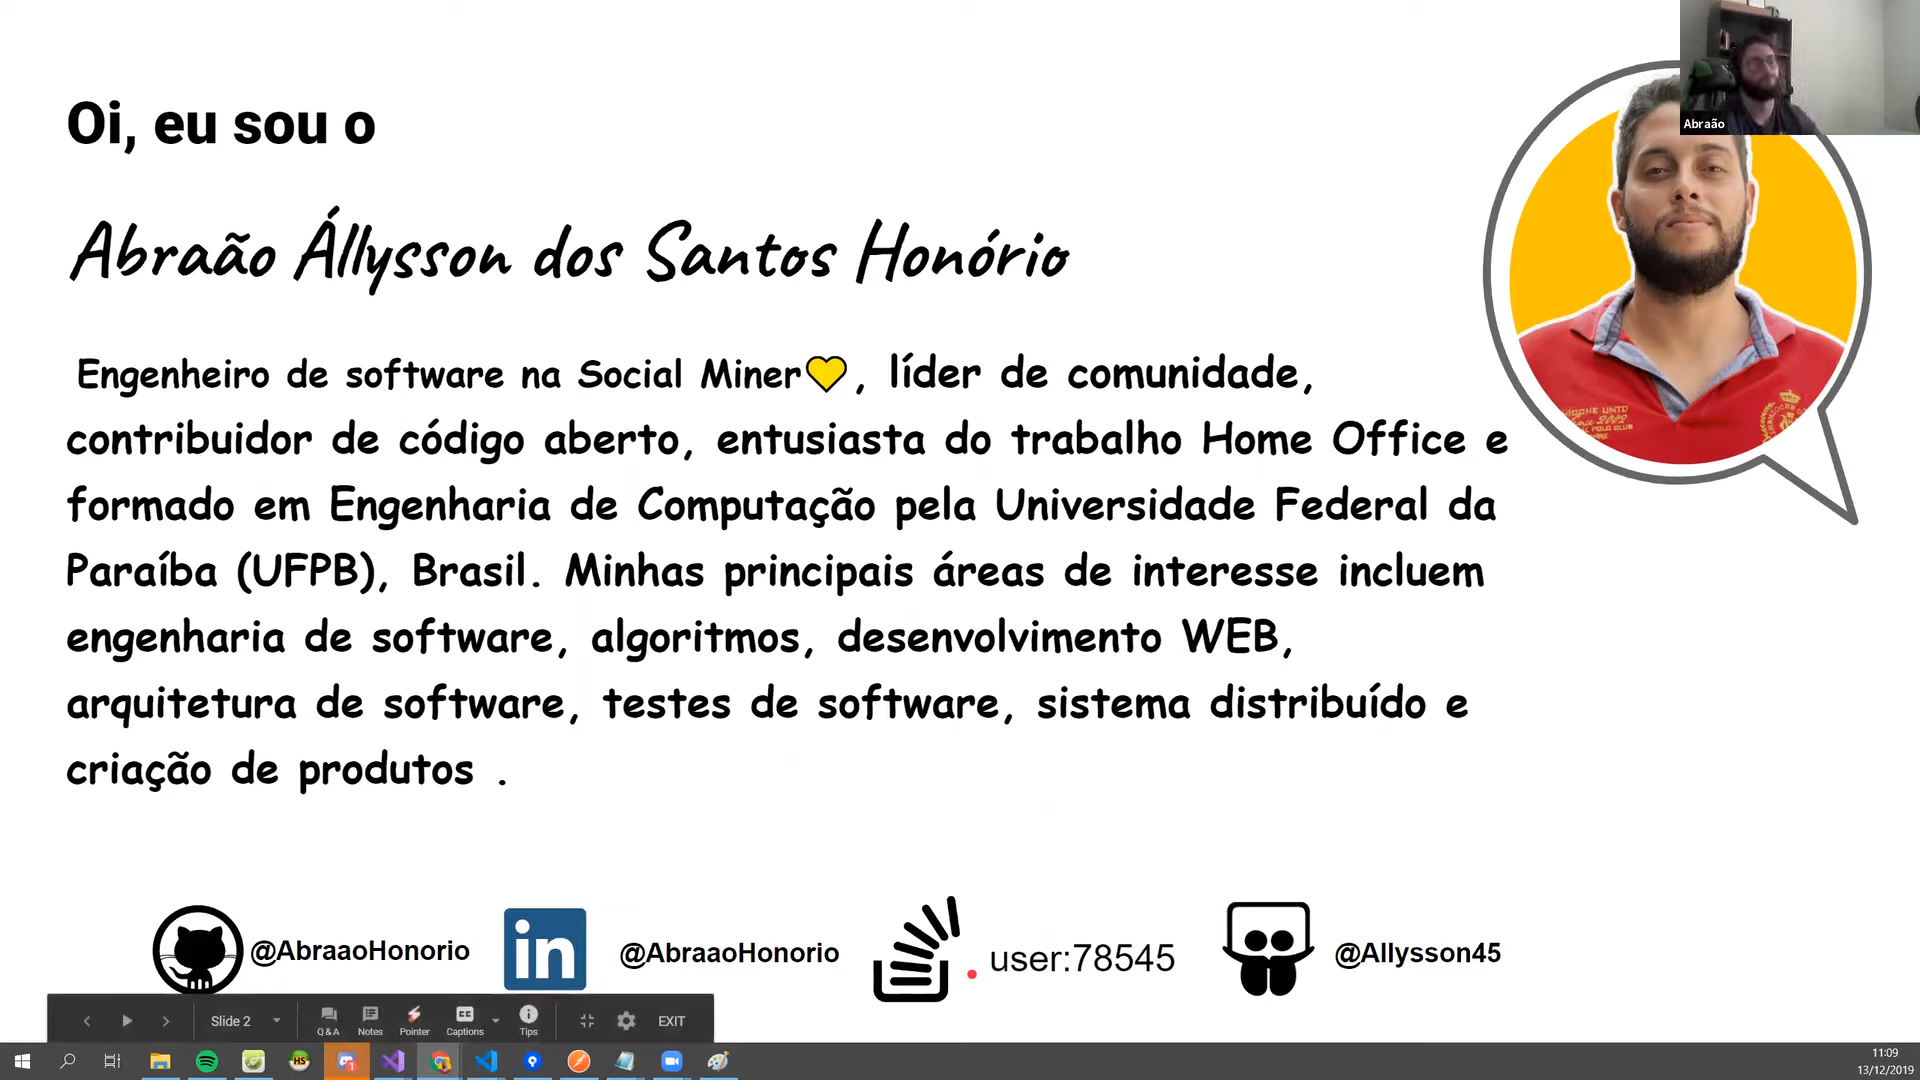 Abraão
Oi, eu sou o
Abraão Állysson dos Santos Honório
Engenheiro de software na Social Miner💛, líder de comunidade,
contribuidor de código aberto, entusiasta do trabalho Home Office e
formado em Engenharia de Computação pela Universidade Federal da
Paraíba (UFPB), Brasil. Minhas principais áreas de interesse incluem
engenharia de software, algoritmos, desenvolvimento WEB,
arquitetura de software, testes de software, sistema distribuído e
criação de produtos .
@AbraaoHonorio
in
@AbraaoHonorio
user:78545
@Allysson45
Slide 2
Q&A
Notes
Pointer
CC
Captions
Tips
EXIT
HS
11:09
13/12/2019